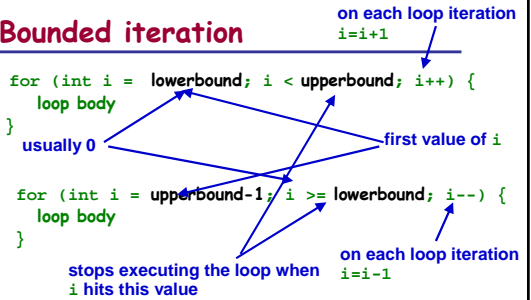 on each loop iteration
i=i+1
Bounded iteration
for (int i = lowerbound; i < upperbound; i++) {
loop body
}
usually 0
first value of i
for (int i = upperbound-1; i >= lowerbound; i--) {
loop body
}
on each loop iteration
i=i-1
stops executing the loop when
i hits this value